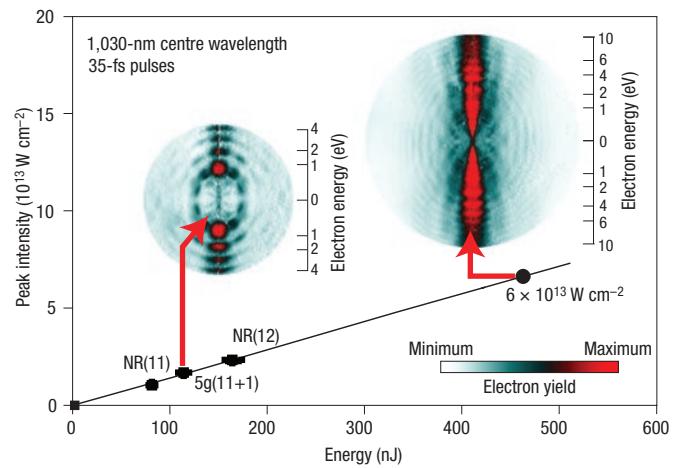 1,030-nm centre wavelength
35-fs pulses
Peak intensity (10¹³ W cm⁻²)
20
15
10
5
0
4
2
1
0
1
2
4
Electron energy (eV)
10
6
4
2
1
0
1
2
4
6
10
Electron energy (eV)
NR(11)
5g(11+1)
NR(12)
6 × 10¹³ W cm⁻²
Minimum Maximum
Electron yield
0 100 200 300 400 500 600
Energy (nJ)